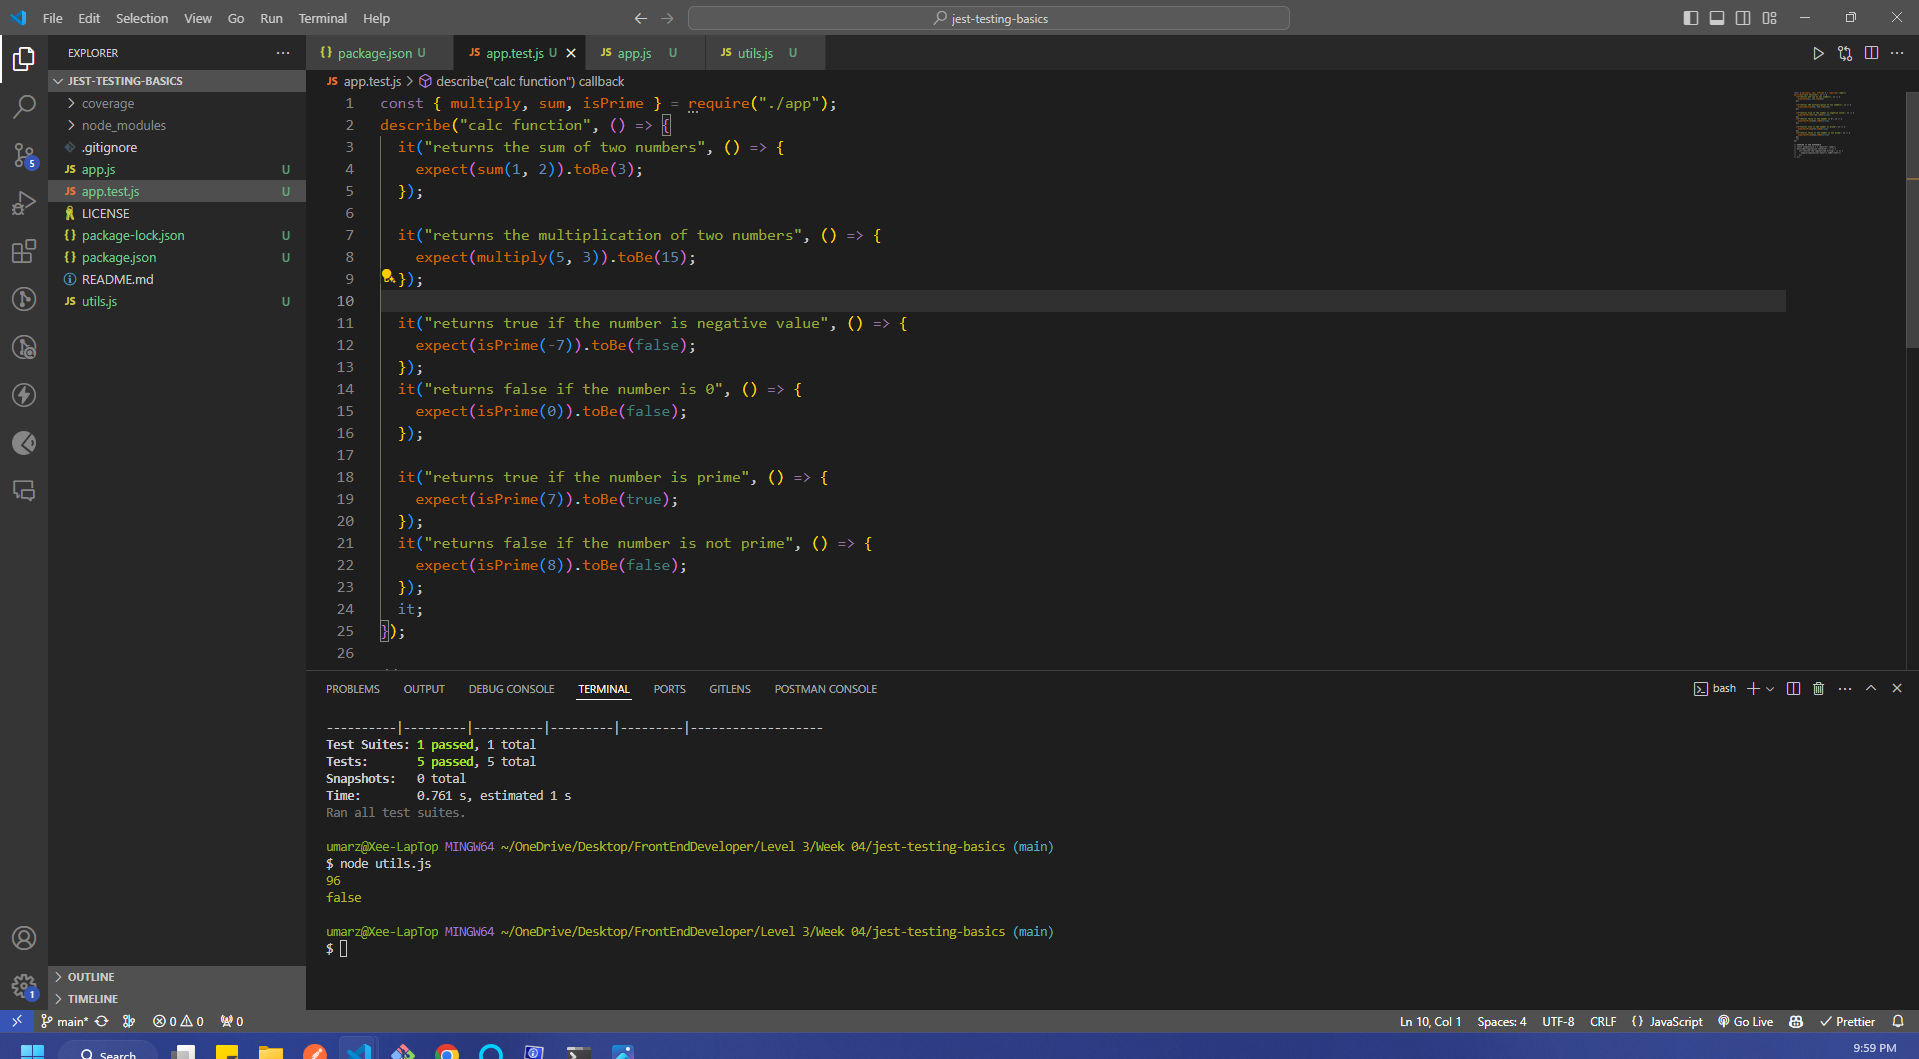 File Edit Selection View Go Run Terminal Help
jest-testing-basics
EXPLORER
JEST-TESTING-BASICS
coverage
node_modules
.gitignore
app.js U
app.test.js U
LICENSE
package-lock.json U
package.json U
README.md
utils.js U
OUTLINE
TIMELINE
5
1
package.json U app.test.js U app.js U utils.js U
app.test.js > describe("calc function") callback
1 const { multiply, sum, isPrime } = require("./app");
2 describe("calc function", () => {
3 it("returns the sum of two numbers", () => {
4 expect(sum(1, 2)).toBe(3);
5 });
6
7 it("returns the multiplication of two numbers", () => {
8 expect(multiply(5, 3)).toBe(15);
9 });
10
11 it("returns true if the number is negative value", () => {
12 expect(isPrime(-7)).toBe(false);
13 });
14 it("returns false if the number is 0", () => {
15 expect(isPrime(0)).toBe(false);
16 });
17
18 it("returns true if the number is prime", () => {
19 expect(isPrime(7)).toBe(true);
20 });
21 it("returns false if the number is not prime", () => {
22 expect(isPrime(8)).toBe(false);
23 });
24 it;
25 });
26
PROBLEMS OUTPUT DEBUG CONSOLE TERMINAL PORTS GITLENS POSTMAN CONSOLE
bash
----------|---------|----------|---------|---------|-------------------
Test Suites: 1 passed, 1 total
Tests: 5 passed, 5 total
Snapshots: 0 total
Time: 0.761 s, estimated 1 s
Ran all test suites.
umarz@Xee-LapTop MINGW64 ~/OneDrive/Desktop/FrontEndDeveloper/Level 3/Week 04/jest-testing-basics (main)
$ node utils.js
96
false
umarz@Xee-LapTop MINGW64 ~/OneDrive/Desktop/FrontEndDeveloper/Level 3/Week 04/jest-testing-basics (main)
$
main* 0 0 0
Ln 10, Col 1 Spaces: 4 UTF-8 CRLF {} JavaScript Go Live Prettier
Search
9:59 PM